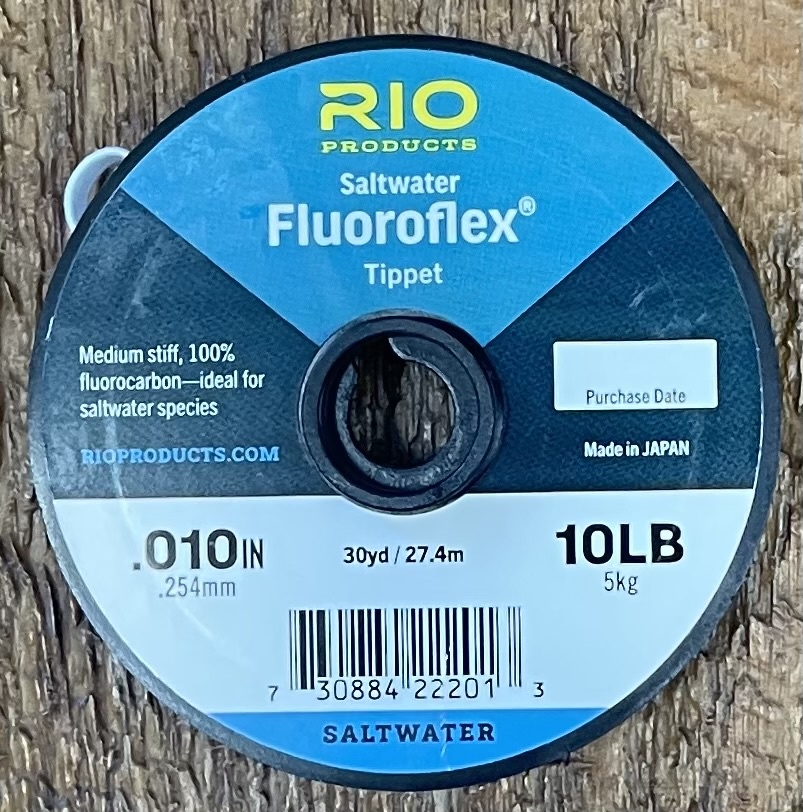 RIO
PRODUCTS
Saltwater
Fluoroflex®
Tippet
Medium stiff, 100%
fluorocarbon—ideal for
saltwater species
RIOPRODUCTS.COM
Purchase Date
Made in JAPAN
.010IN
.254mm
30yd / 27.4m
10LB
5kg
7 30884 22201 3
SALTWATER